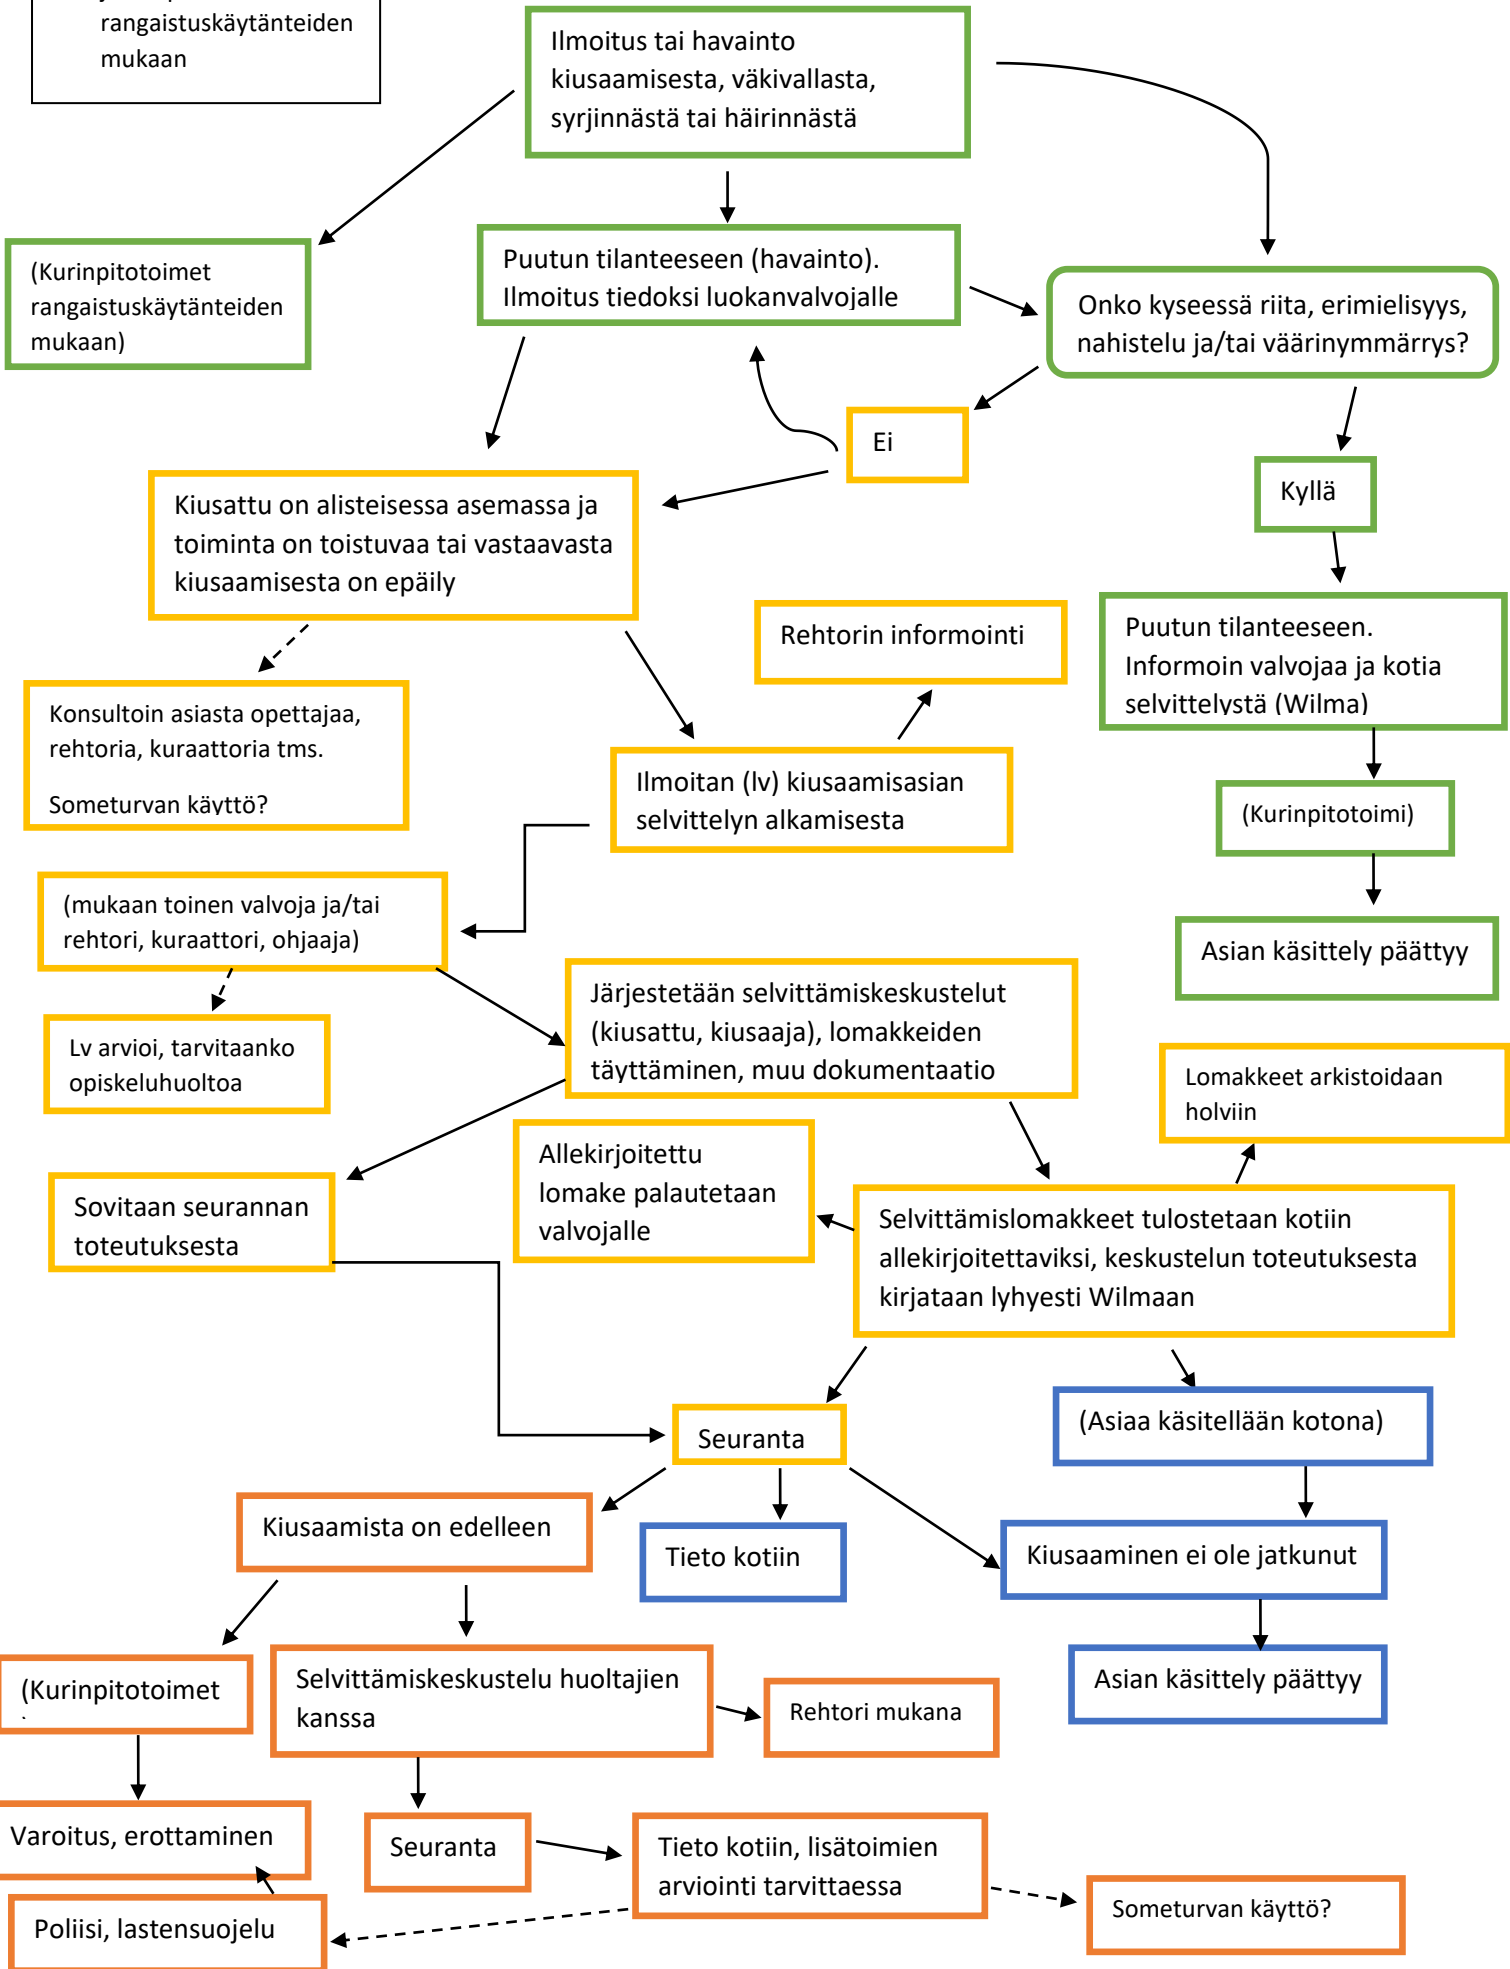 rangaistuskäytänteiden
mukaan
Ilmoitus tai havainto
kiusaamisesta, väkivallasta,
syrjinnästä tai häirinnästä
(Kurinpitotoimet
rangaistuskäytänteiden
mukaan)
Puutun tilanteeseen (havainto).
Ilmoitus tiedoksi luokanvalvojalle
Onko kyseessä riita, erimielisyys,
nahistelu ja/tai väärinymmärrys?
Ei
Kyllä
Kiusattu on alisteisessa asemassa ja
toiminta on toistuvaa tai vastaavasta
kiusaamisesta on epäily
Rehtorin informointi
Puutun tilanteeseen.
Informoin valvojaa ja kotia
selvittelystä (Wilma)
Konsultoin asiasta opettajaa,
rehtoria, kuraattoria tms.
Someturvan käyttö?
Ilmoitan (lv) kiusaamisasian
selvittelyn alkamisesta
(Kurinpitotoimi)
(mukaan toinen valvoja ja/tai
rehtori, kuraattori, ohjaaja)
Asian käsittely päättyy
Järjestetään selvittämiskeskustelut
(kiusattu, kiusaaja), lomakkeiden
täyttäminen, muu dokumentaatio
Lv arvioi, tarvitaanko
opiskeluhuoltoa
Lomakkeet arkistoidaan
holviin
Allekirjoitettu
lomake palautetaan
valvojalle
Sovitaan seurannan
toteutuksesta
Selvittämislomakkeet tulostetaan kotiin
allekirjoitettaviksi, keskustelun toteutuksesta
kirjataan lyhyesti Wilmaan
Seuranta
(Asiaa käsitellään kotona)
Kiusaamista on edelleen
Tieto kotiin
Kiusaaminen ei ole jatkunut
(Kurinpitotoimet
Selvittämiskeskustelu huoltajien
kanssa
Rehtori mukana
Asian käsittely päättyy
Varoitus, erottaminen
Seuranta
Tieto kotiin, lisätoimien
arviointi tarvittaessa
Someturvan käyttö?
Poliisi, lastensuojelu